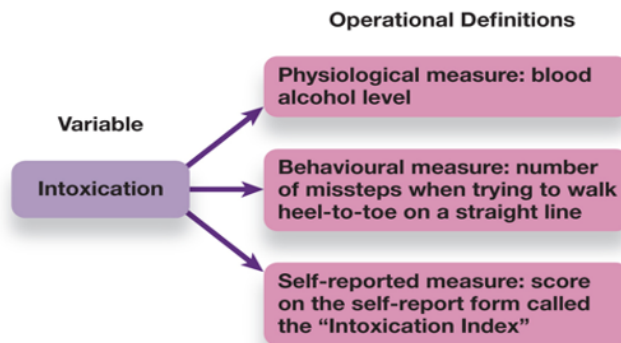 Operational Definitions
Physiological measure: blood
alcohol level
Variable
Intoxication
Behavioural measure: number
of missteps when trying to walk
heel-to-toe on a straight line
Self-reported measure: score
on the self-report form called
the “Intoxication Index”